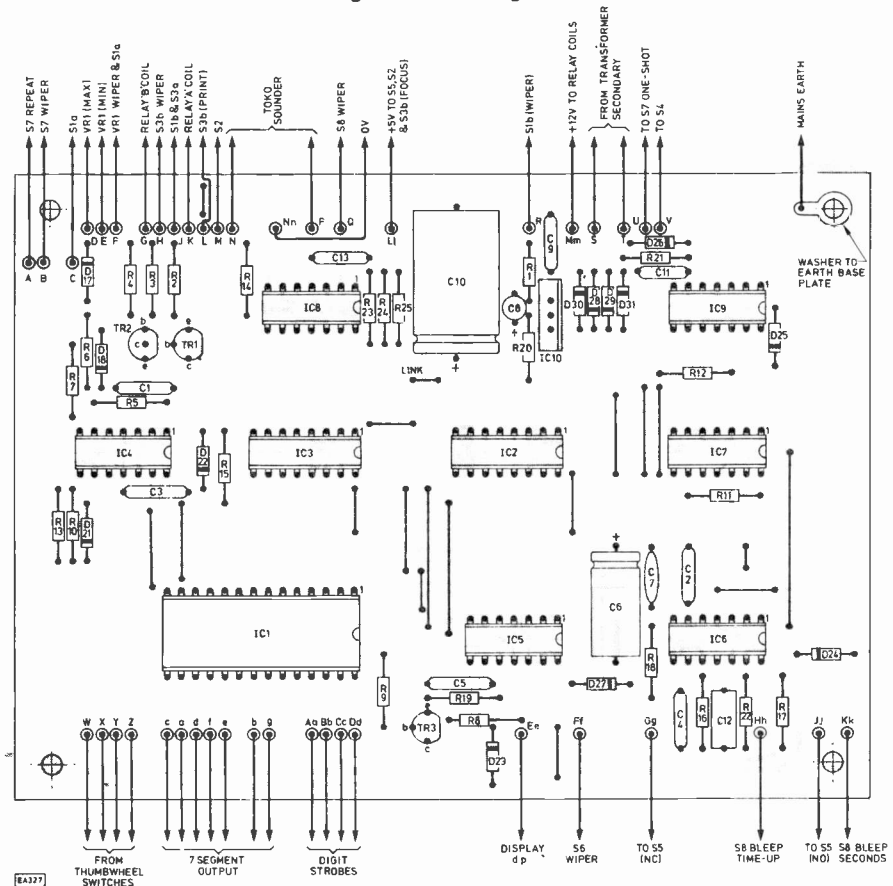 S7 REPEAT
S7 WIPER
S1a
VR1 (MAX)
VR1 (MIN)
VR1 WIPER & S1a
RELAY 'B' COIL
S3b WIPER
S1b & S3a
RELAY 'A' COIL
S3b (PRINT)
S2
TOKO
SOUNDER
S8 WIPER
0V
+5V TO S5, S2
& S3b (FOCUS)
S1b (WIPER)
+12V TO RELAY COILS
FROM TRANSFORMER
SECONDARY
TO S7 ONE-SHOT
TO S4
MAINS EARTH
A B C D E F G H J K L M N Nn P Q Ll R Mm S T U V
WASHER TO
EARTH BASE
PLATE
D17 R4 R3 R2 R14 C13 C10 R1 C9 D26 R21 C11
IC8 R23 R24 R25 C8 + R20 IC10 D30 D28 D29 D31 IC9 1 D25
TR2 b c e TR1 e b c
R6 D18 R7 C1 R5 LINK + R12
IC4 1 D22 R15 IC3 1 IC2 1 IC7 1
C3 R11
R13 R10 D21
IC1 1 + C6 C7 C2
IC5 1 R18 IC6 1 D24
R9 C5 R19 D27
TR3 b e c R8 D23 C4 R16 C12 R22 R17
W X Y Z c a d f e b g Aa Bb Cc Dd Ee Ff Gg Hh Jj Kk
FROM
THUMBWHEEL
SWITCHES
7 SEGMENT
OUTPUT
DIGIT
STROBES
DISPLAY
d p
S6
WIPER
TO S5
(NC)
S8 BLEEP
TIME-UP
TO S5
(NO)
S8 BLEEP
SECONDS
EA327